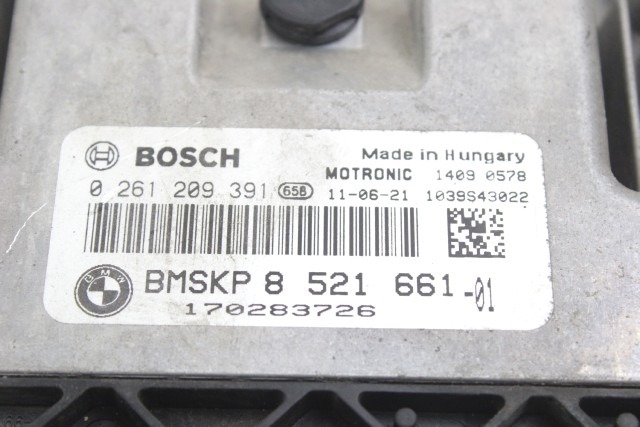 BOSCH Made in Hungary
MOTRONIC 1409 0578
0 261 209 391 658 11-06-21 1039S43022
BMW BMSKP 8 521 661-01
170283726